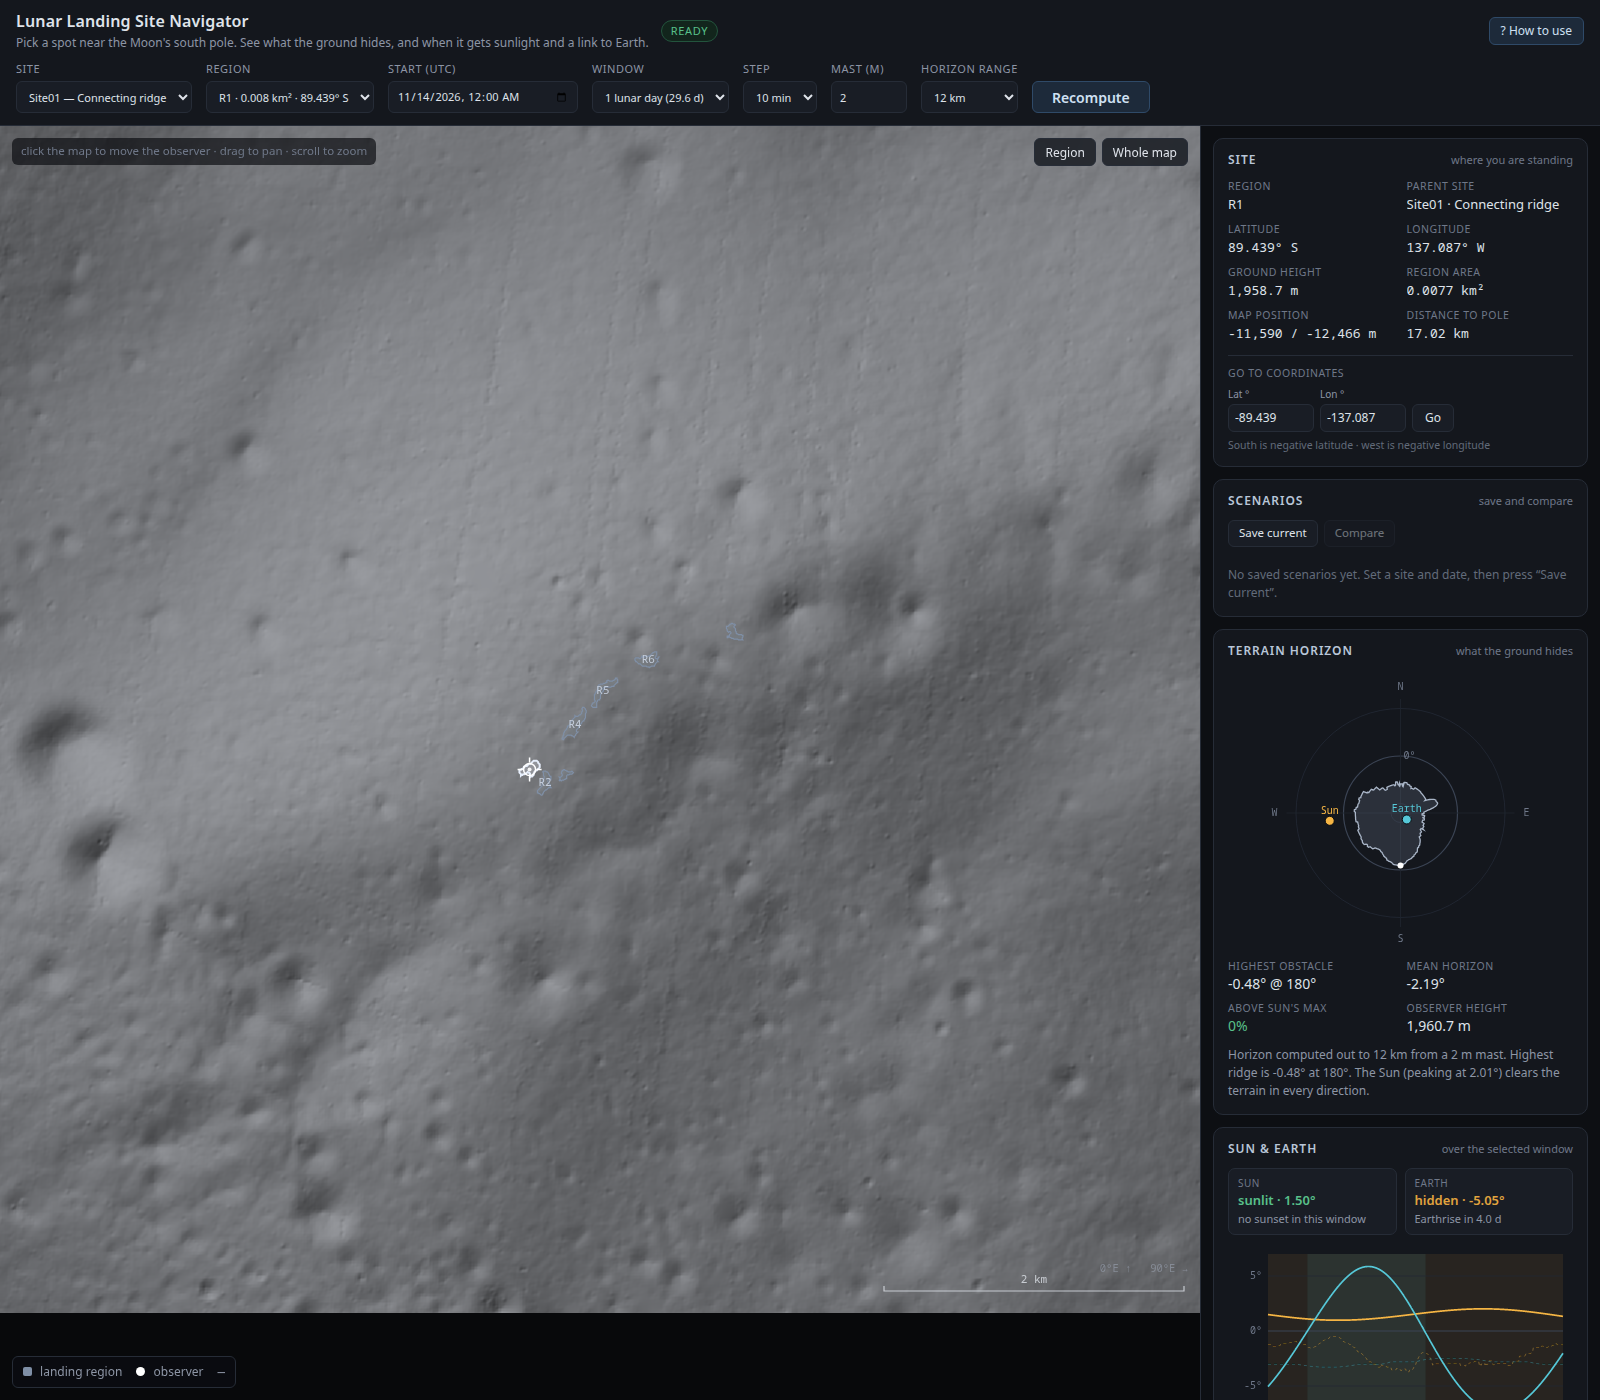 Lunar Landing Site Navigator
READY
Pick a spot near the Moon's south pole. See what the ground hides, and when it gets sunlight and a link to Earth.
? How to use
SITE
REGION
START (UTC)
WINDOW
STEP
MAST (M)
HORIZON RANGE
Site01 — Connecting ridge
R1 · 0.008 km² · 89.439° S
11/14/2026, 12:00 AM
1 lunar day (29.6 d)
10 min
2
12 km
Recompute
click the map to move the observer · drag to pan · scroll to zoom
Region
Whole map
R6
R5
R4
R2
0°E ↑
90°E
2 km
landing region
observer
—
SITE
where you are standing
REGION
PARENT SITE
R1
Site01 · Connecting ridge
LATITUDE
LONGITUDE
89.439° S
137.087° W
GROUND HEIGHT
REGION AREA
1,958.7 m
0.0077 km²
MAP POSITION
DISTANCE TO POLE
-11,590 / -12,466 m
17.02 km
GO TO COORDINATES
Lat °
Lon °
-89.439
-137.087
Go
South is negative latitude · west is negative longitude
SCENARIOS
save and compare
Save current
Compare
No saved scenarios yet. Set a site and date, then press “Save
current”.
TERRAIN HORIZON
what the ground hides
N
0°
Sun
Earth
W
E
S
HIGHEST OBSTACLE
MEAN HORIZON
-0.48° @ 180°
-2.19°
ABOVE SUN'S MAX
OBSERVER HEIGHT
0%
1,960.7 m
Horizon computed out to 12 km from a 2 m mast. Highest
ridge is -0.48° at 180°. The Sun (peaking at 2.01°) clears the
terrain in every direction.
SUN & EARTH
over the selected window
SUN
EARTH
sunlit · 1.50°
hidden · -5.05°
no sunset in this window
Earthrise in 4.0 d
5°
0°
-5°